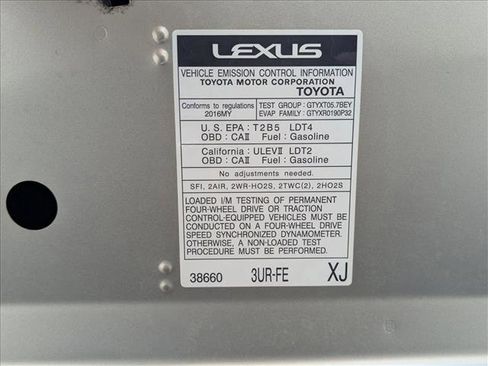 LEXUS
VEHICLE EMISSION CONTROL INFORMATION
TOYOTA MOTOR CORPORATION
TOYOTA
Conforms to regulations
2016MY
TEST GROUP : GTYXT05.7BEY
EVAP. FAMILY : GTYXR0190P32
U. S. EPA : T2B5 LDT4
OBD : CAⅡ Fuel : Gasoline
California : ULEVⅡ LDT2
OBD : CAⅡ Fuel : Gasoline
No adjustments needed.
SFI, 2AIR, 2WR-HO2S, 2TWC(2), 2HO2S
LOADED I/M TESTING OF PERMANENT
FOUR-WHEEL DRIVE OR TRACTION
CONTROL-EQUIPPED VEHICLES MUST BE
CONDUCTED ON A FOUR-WHEEL DRIVE
SPEED SYNCHRONIZED DYNAMOMETER.
OTHERWISE, A NON-LOADED TEST
PROCEDURE MUST BE PERFORMED.
38660 3UR-FE XJ